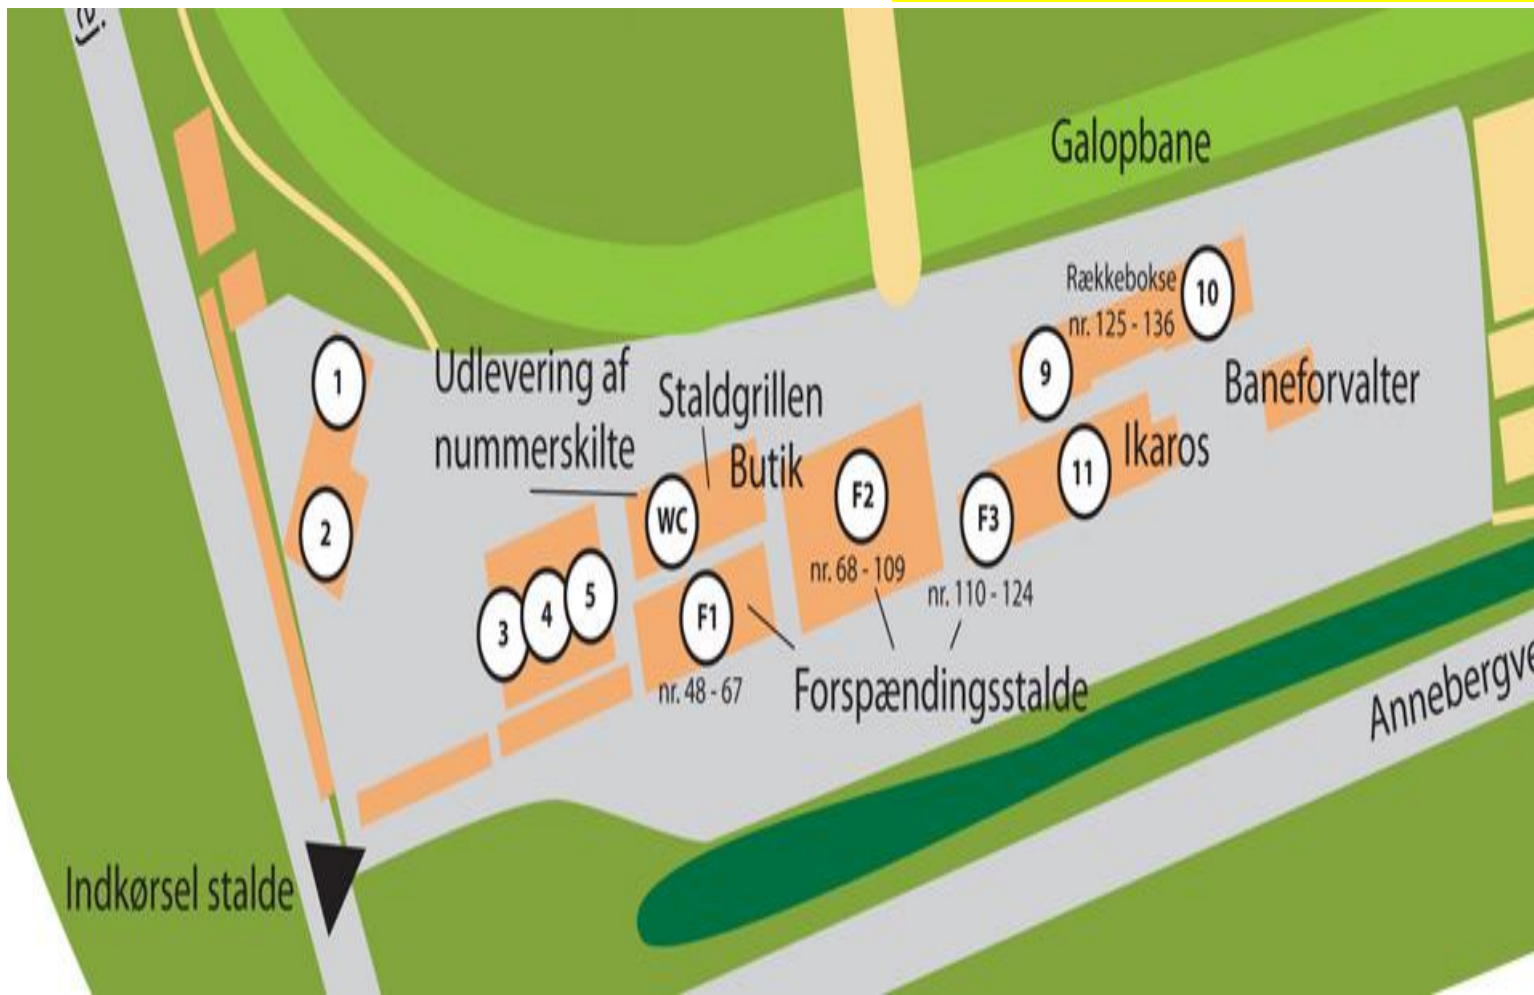 Galopbane
Rækkebokse
nr. 125 - 136
10
9
1
Udlevering af
nummerskilte
Staldgrillen
Butik
Baneforvalter
Ikaros
11
2
WC
F2
nr. 68 - 109
F3
nr. 110 - 124
3
4
5
F1
nr. 48 - 67
Forspændingsstalde
Indkørsel stalde